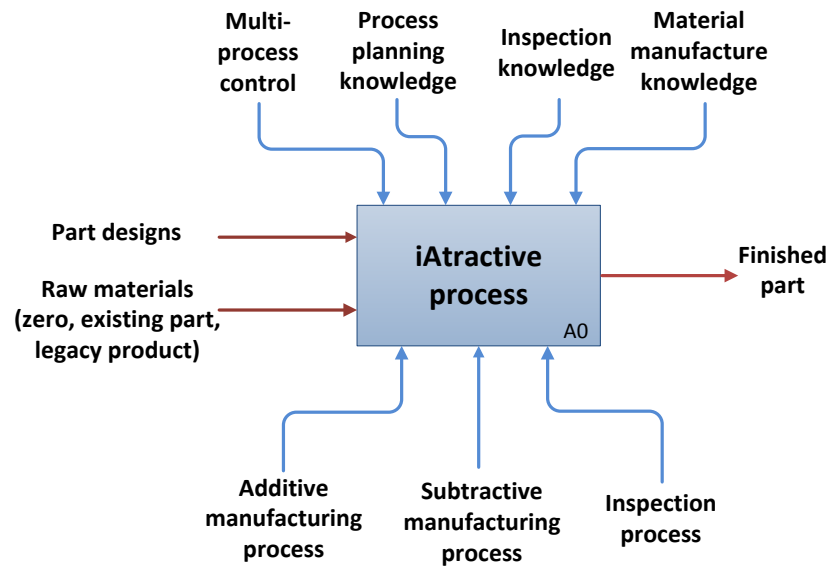 Multi-
process
control
Process
planning
knowledge
Inspection
knowledge
Material
manufacture
knowledge
Part designs
Raw materials
(zero, existing part,
legacy product)
iAtractive
process
A0
Finished
part
Additive
manufacturing
process
Subtractive
manufacturing
process
Inspection
process